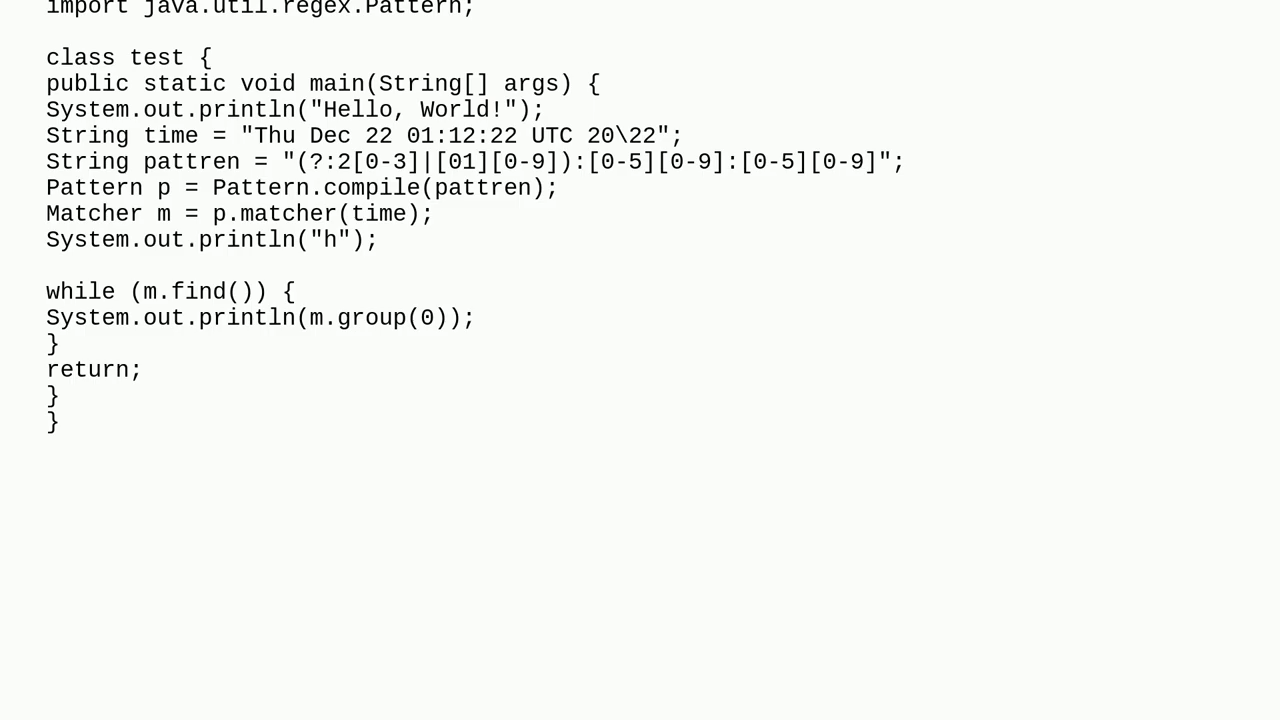 import java.util.regex.Pattern;
class test {
public static void main(String[] args) {
System.out.println("Hello, World!");
String time = "Thu Dec 22 01:12:22 UTC 20\22";
String pattren = "(?:2[0-3]|[01][0-9]):[0-5][0-9]:[0-5][0-9]";
Pattern p = Pattern.compile(pattren);
Matcher m = p.matcher(time);
System.out.println("h");
while (m.find()) {
System.out.println(m.group(0));
}
return;
}
}